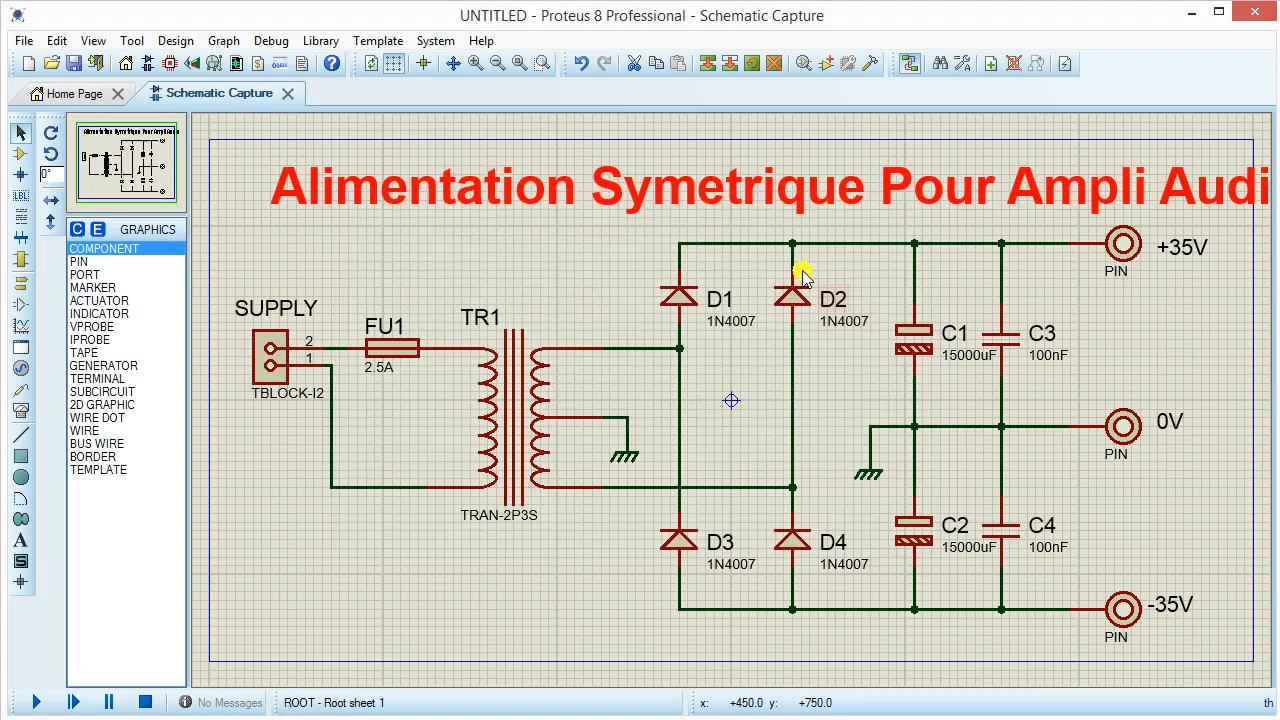 UNTITLED - Proteus 8 Professional - Schematic Capture
File Edit View Tool Design Graph Debug Library Template System Help
Home Page
Schematic Capture
0°
C E GRAPHICS
COMPONENT
PIN
PORT
MARKER
ACTUATOR
INDICATOR
VPROBE
IPROBE
TAPE
GENERATOR
TERMINAL
SUBCIRCUIT
2D GRAPHIC
WIRE DOT
WIRE
BUS WIRE
BORDER
TEMPLATE
Alimentation Symetrique Pour Ampli Audi
+35V
PIN
SUPPLY
2
1
TBLOCK-I2
FU1
2.5A
TR1
TRAN-2P3S
D1
1N4007
D2
1N4007
C1
15000uF
C3
100nF
0V
PIN
D3
1N4007
D4
1N4007
C2
15000uF
C4
100nF
-35V
PIN
No Messages
ROOT - Root sheet 1
x: +450.0 y: +750.0
th